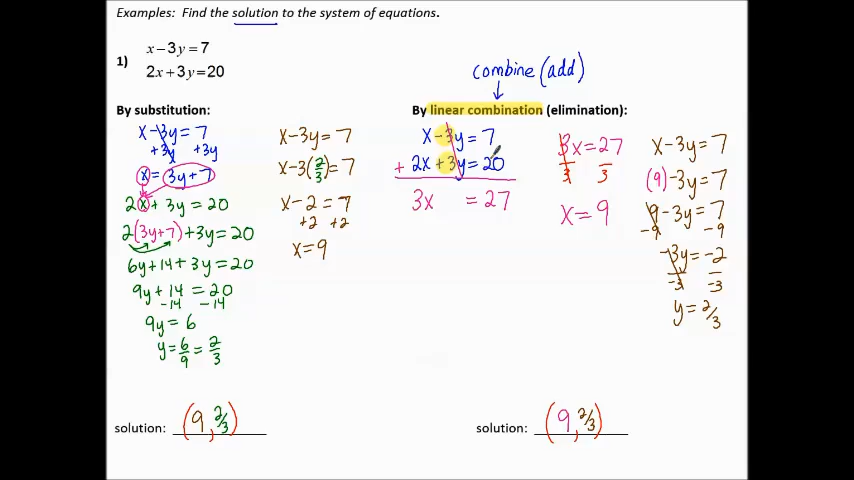 Examples: Find the solution to the system of equations.
1)
x − 3y = 7
2x + 3y = 20
combine (add)
By substitution:
x − 3y = 7
+3y +3y
x = 3y + 7
2x + 3y = 20
2(3y+7) + 3y = 20
6y + 14 + 3y = 20
9y + 14 = 20
−14 −14
9y = 6
y = 6/9 = 2/3
x − 3y = 7
x − 3(2/3) = 7
x − 2 = 7
+2 +2
x = 9
solution: (9, 2/3)
By linear combination (elimination):
x − 3y = 7
+ 2x + 3y = 20
3x = 27
3x = 27
3 3
x = 9
x − 3y = 7
(9) − 3y = 7
9 − 3y = 7
−9 −9
−3y = −2
−3 −3
y = 2/3
solution: (9, 2/3)